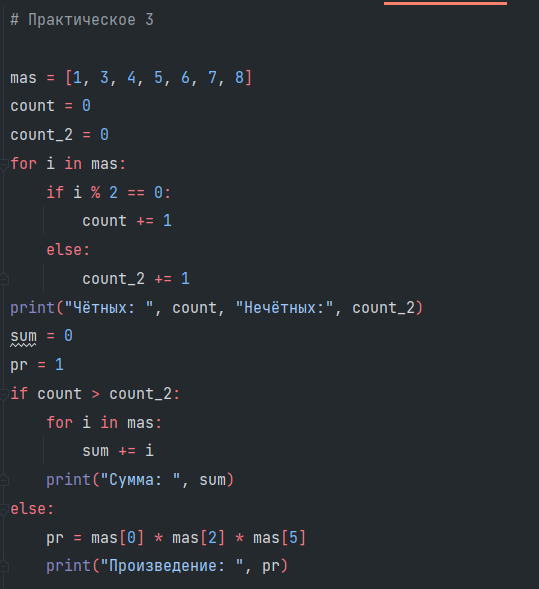 # Практическое 3
mas = [1, 3, 4, 5, 6, 7, 8]
count = 0
count_2 = 0
for i in mas:
    if i % 2 == 0:
        count += 1
    else:
        count_2 += 1
print("Чётных: ", count, "Нечётных:", count_2)
sum = 0
pr = 1
if count > count_2:
    for i in mas:
        sum += i
    print("Сумма: ", sum)
else:
    pr = mas[0] * mas[2] * mas[5]
    print("Произведение: ", pr)